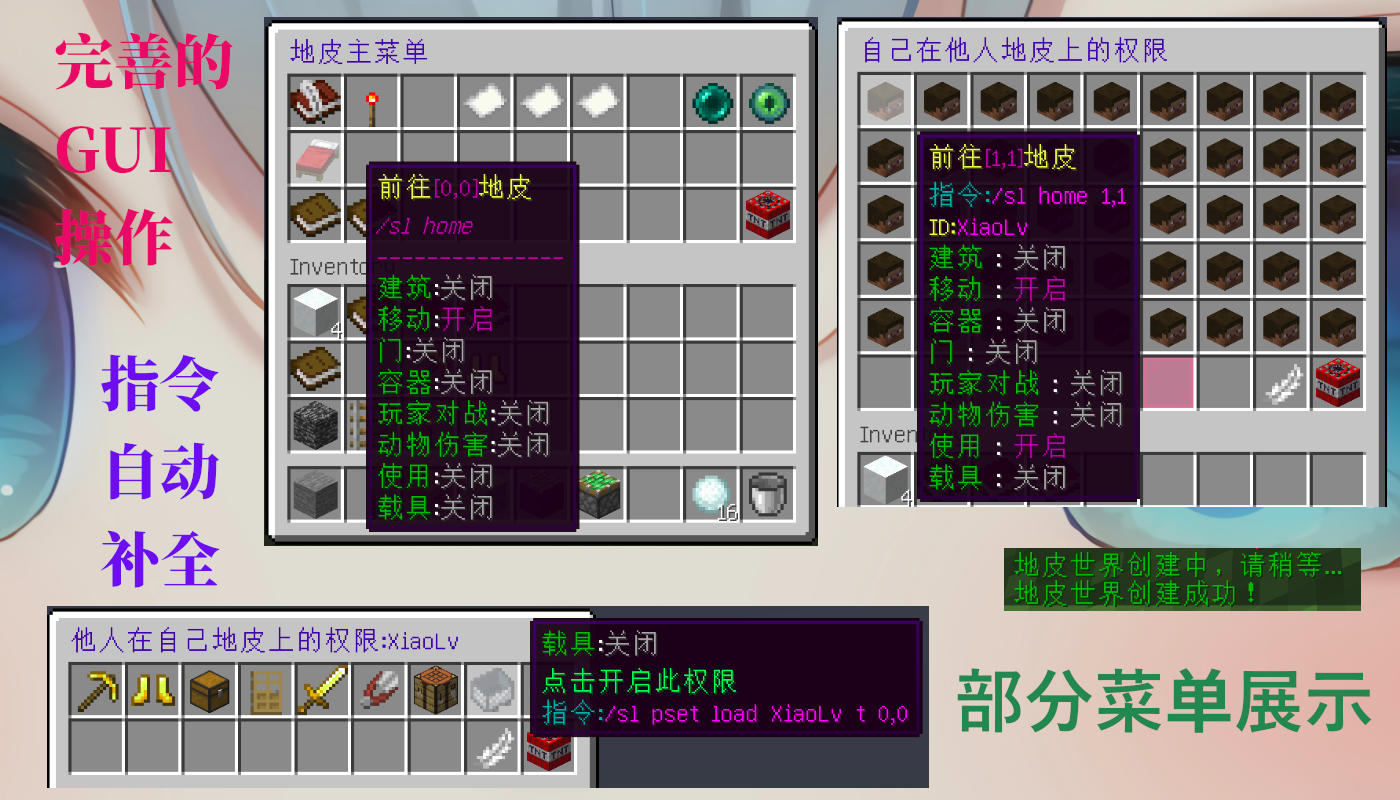 完善的
GUI
操作
指令
自动
补全
地皮主菜单
前往[0,0]地皮
/sl home
---------------
建筑:关闭
移动:开启
门:关闭
容器:关闭
玩家对战:关闭
动物伤害:关闭
使用:关闭
载具:关闭
Invento
4
16
自己在他人地皮上的权限
前往[1,1]地皮
指令:/sl home 1,1
ID:XiaoLv
建筑 : 关闭
移动 : 开启
容器 : 关闭
门 : 关闭
玩家对战 : 关闭
动物伤害 : 关闭
使用 : 开启
载具 : 关闭
Inven
4
TNT TNT
TNT TNT
地皮世界创建中，请稍等...
地皮世界创建成功！
他人在自己地皮上的权限:XiaoLv
载具:关闭
点击开启此权限
指令:/sl pset load XiaoLv t 0,0
TNT TNT
部分菜单展示